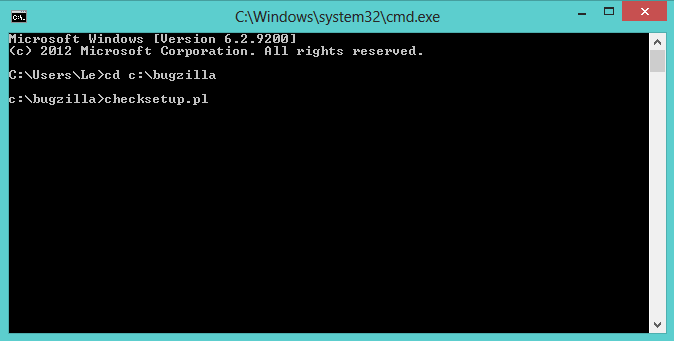 C:\Windows\system32\cmd.exe
Microsoft Windows [Version 6.2.9200]
(c) 2012 Microsoft Corporation. All rights reserved.
C:\Users\Le>cd c:\bugzilla
c:\bugzilla>checksetup.pl